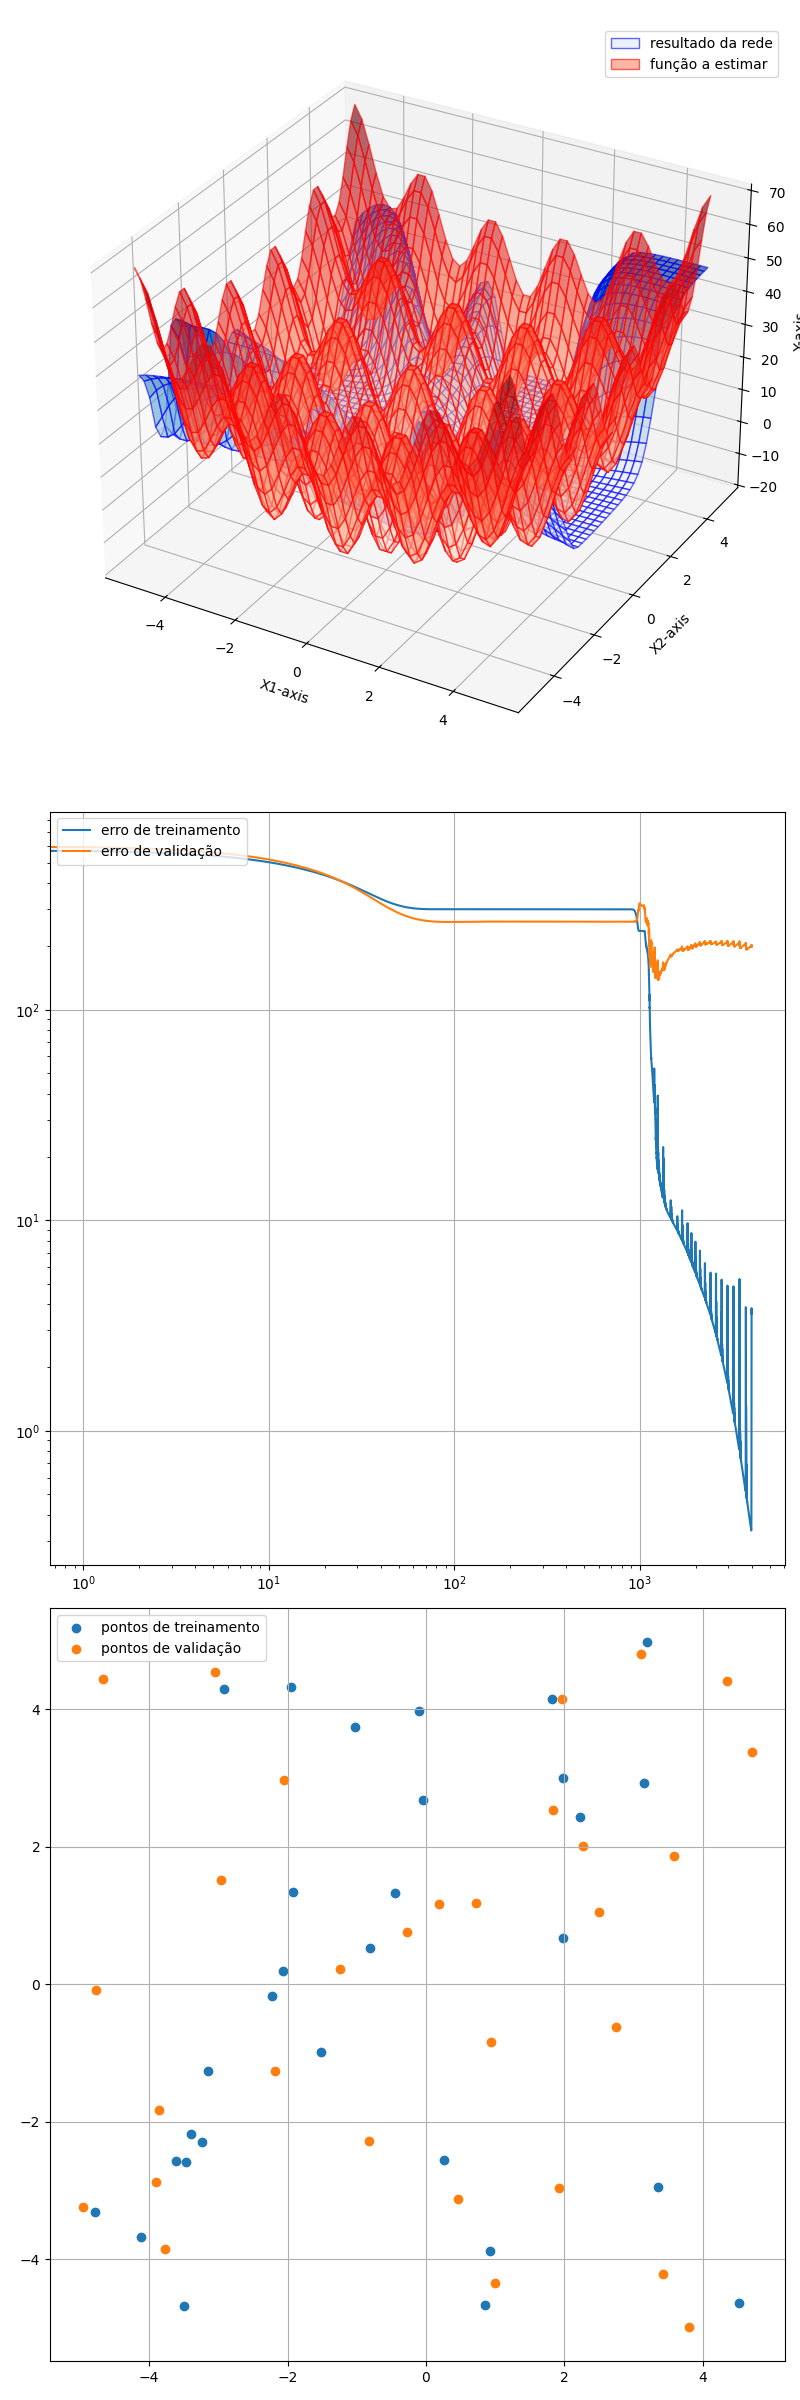 resultado da rede
função a estimar
70
60
50
40
30
20
10
0
−10
−20
Y-axis
4
2
0
−2
−4
X2-axis
−4
−2
0
2
4
X1-axis
erro de treinamento
erro de validação
10²
10¹
10⁰
10⁰ 10¹ 10² 10³
pontos de treinamento
pontos de validação
4
2
0
−2
−4
−4 −2 0 2 4